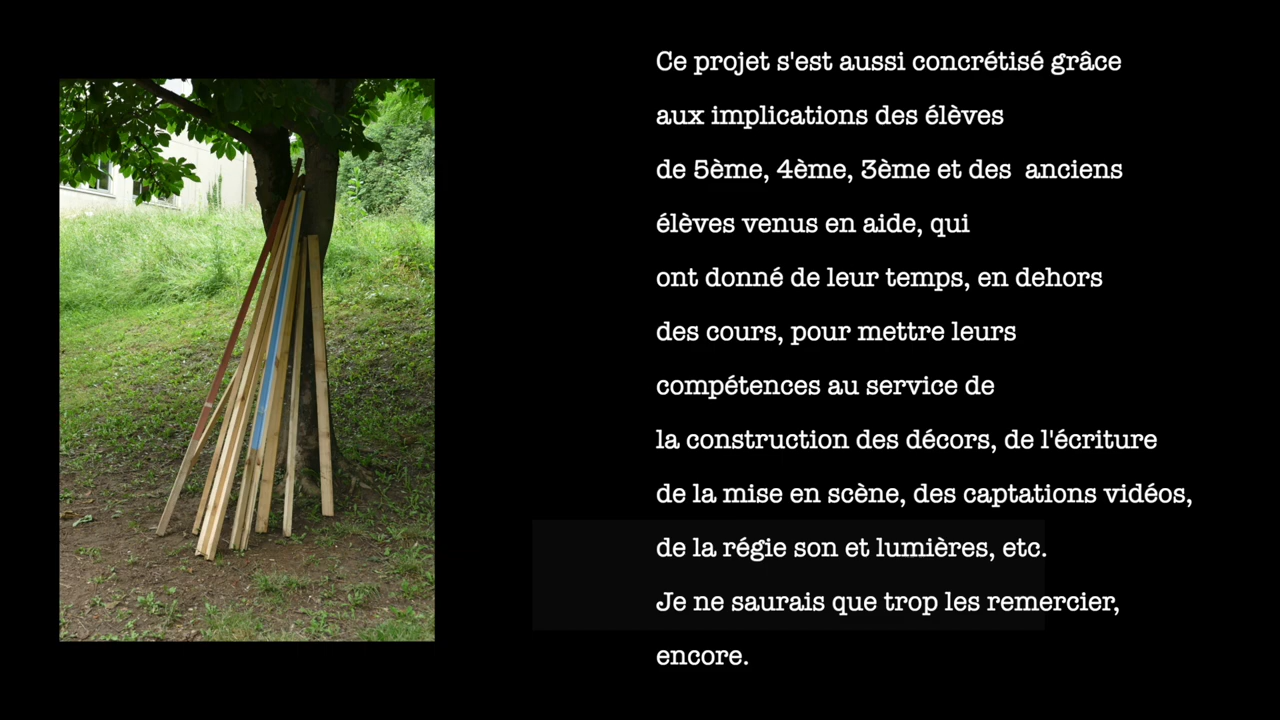 Ce projet s'est aussi concrétisé grâce
aux implications des élèves
de 5ème, 4ème, 3ème et des  anciens
élèves venus en aide, qui
ont donné de leur temps, en dehors
des cours, pour mettre leurs
compétences au service de
la construction des décors, de l'écriture
de la mise en scène, des captations vidéos,
de la régie son et lumières, etc.
Je ne saurais que trop les remercier,
encore.